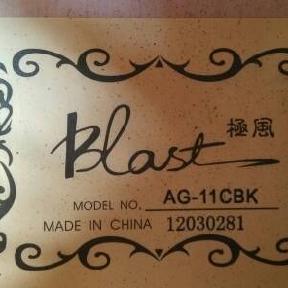 Blast 極風
MODEL NO. AG-11CBK
MADE IN CHINA 12030281